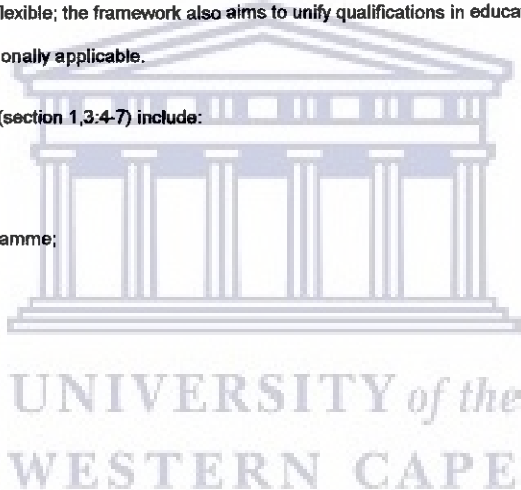 flexible; the framework also aims to unify qualifications in educa
onally applicable.
(section 1,3:4-7) include:
amme;
UNIVERSITY of the
WESTERN CAPE